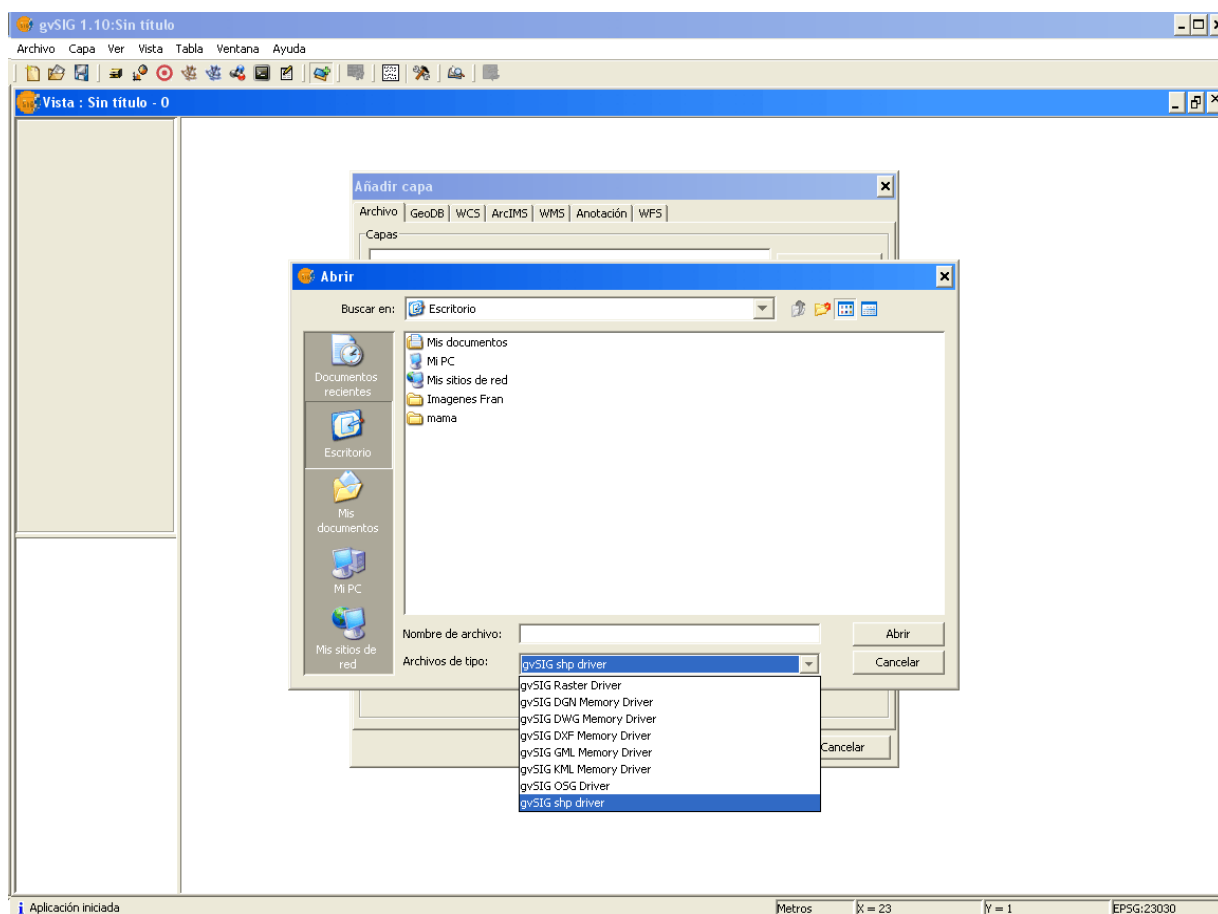 gvSIG 1.10:Sin título
Archivo Capa Ver Vista Tabla Ventana Ayuda
Vista : Sin título - 0
Añadir capa
Archivo GeoDB WCS ArcIMS WMS Anotación WFS
Capas
Abrir
Buscar en: Escritorio
Documentos recientes
Escritorio
Mis documentos
Mi PC
Mis sitios de red
Mis documentos
Mi PC
Mis sitios de red
Imagenes Fran
mama
Nombre de archivo:
Abrir
Archivos de tipo: gvSIG shp driver
Cancelar
gvSIG Raster Driver
gvSIG DGN Memory Driver
gvSIG DWG Memory Driver
gvSIG DXF Memory Driver
gvSIG GML Memory Driver
gvSIG KML Memory Driver
gvSIG OSG Driver
gvSIG shp driver
Cancelar
Aplicación iniciada
Metros X = 23 Y = 1 EPSG:23030